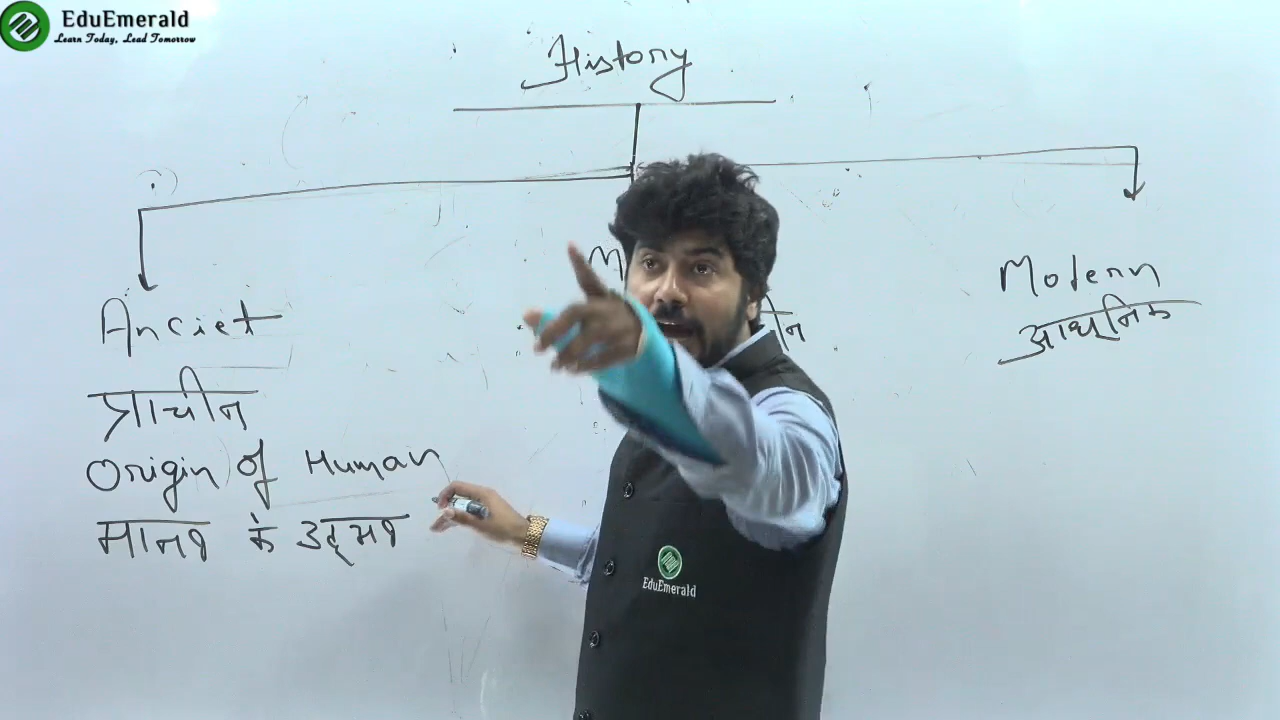 EduEmerald
Learn Today, Lead Tomorrow
History
Anciet
प्राचीन
Origin of Human
मानव के उद्भव
Modern
आधूनिक
EduEmerald